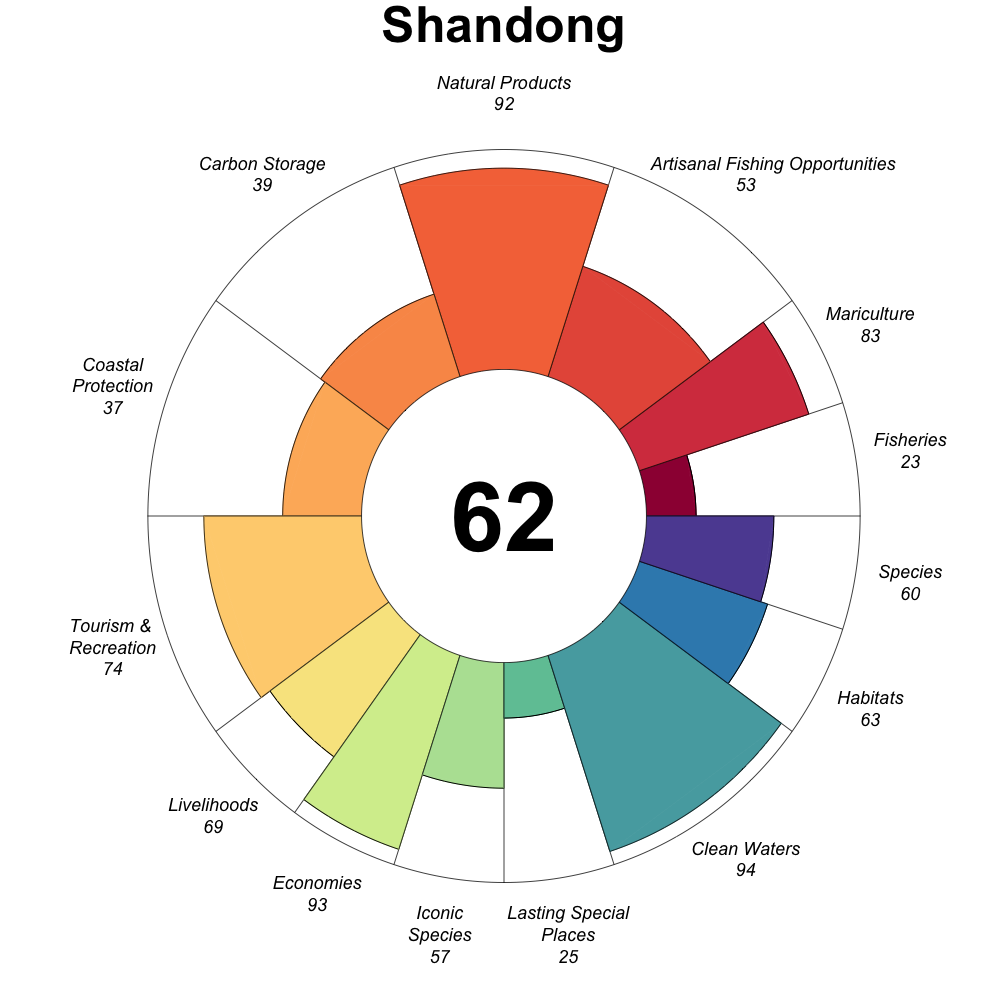 Shandong
Natural Products
92
Artisanal Fishing Opportunities
53
Mariculture
83
Fisheries
23
Species
60
Habitats
63
Clean Waters
94
Lasting Special
Places
25
Iconic
Species
57
Economies
93
Livelihoods
69
Tourism &
Recreation
74
Coastal
Protection
37
Carbon Storage
39
62